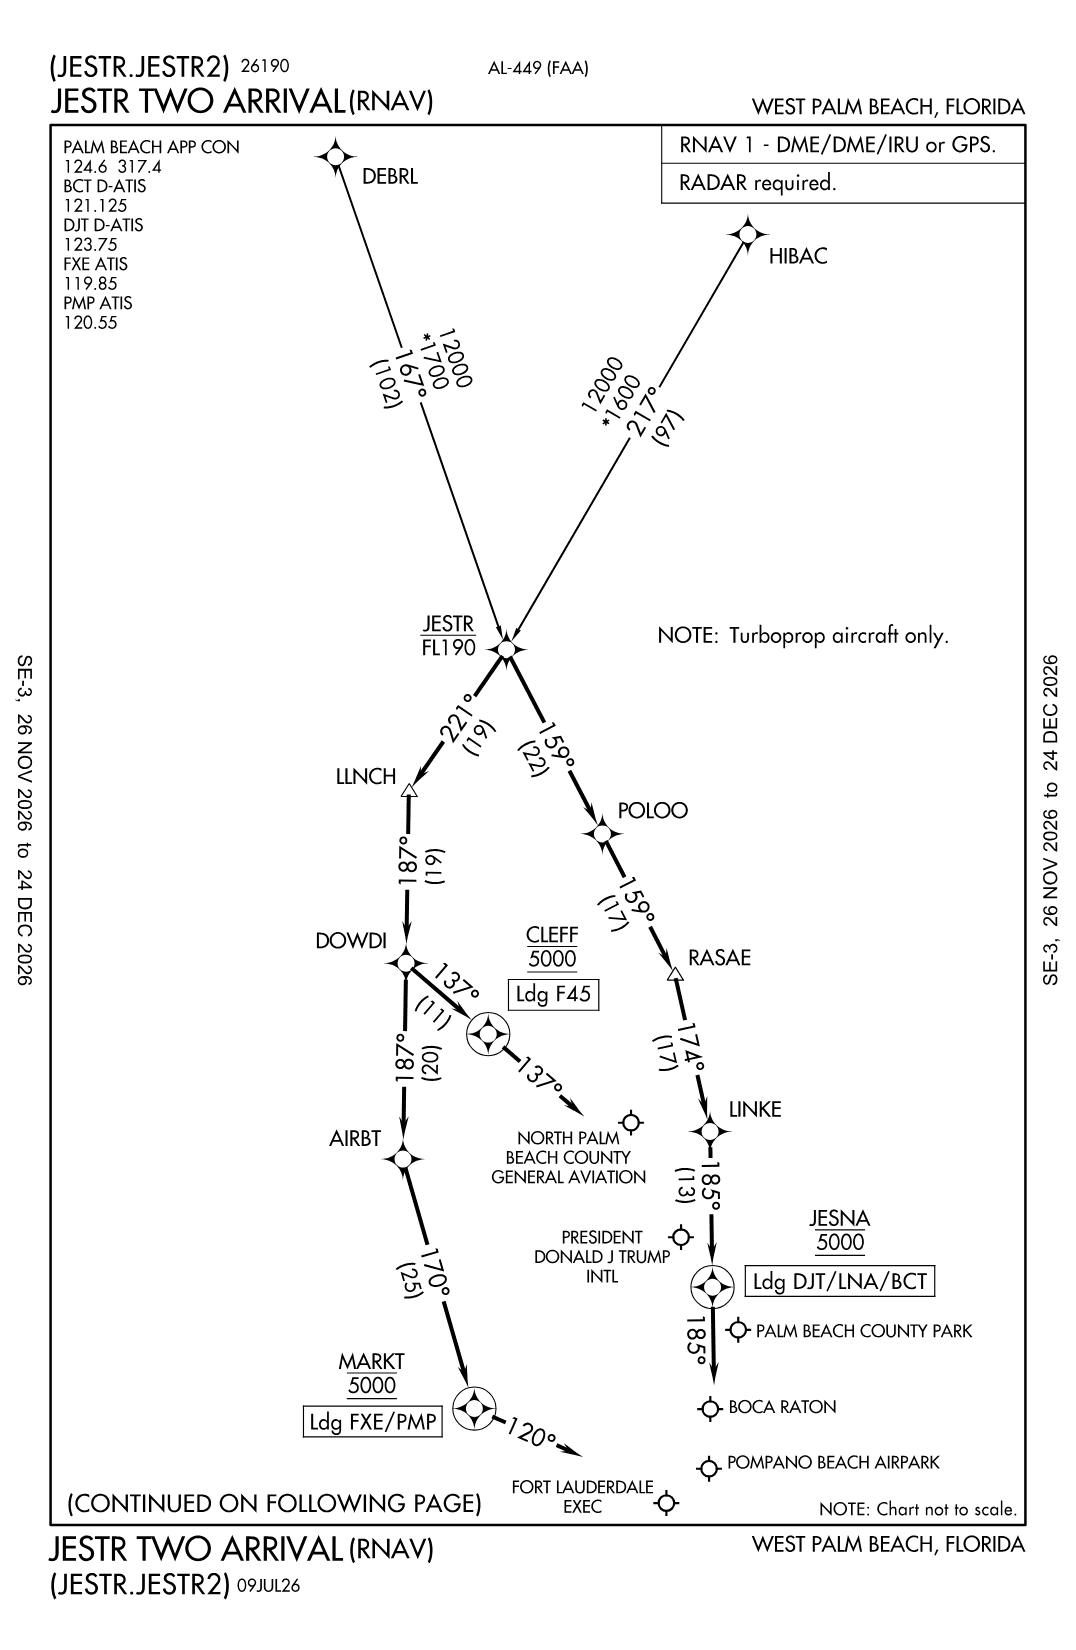 (JESTR.JESTR2) 26190
AL-449 (FAA)
JESTR TWO ARRIVAL (RNAV)
WEST PALM BEACH, FLORIDA
PALM BEACH APP CON
124.6 317.4
BCT D-ATIS
121.125
DJT D-ATIS
123.75
FXE ATIS
119.85
PMP ATIS
120.55
RNAV 1 - DME/DME/IRU or GPS.
RADAR required.
DEBRL
HIBAC
12000
*1700
167°
(102)
12000
*1600
217°
(97)
JESTR
FL190
NOTE: Turboprop aircraft only.
SE-3, 26 NOV 2026 to 24 DEC 2026
SE-3, 26 NOV 2026 to 24 DEC 2026
221°
(19)
159°
(22)
LLNCH
POLOO
187°
(19)
159°
(17)
DOWDI
CLEFF
5000
Ldg F45
RASAE
137°
(11)
187°
(20)
137°
174°
(17)
LINKE
AIRBT
NORTH PALM
BEACH COUNTY
GENERAL AVIATION
185°
(13)
PRESIDENT
DONALD J TRUMP
INTL
JESNA
5000
Ldg DJT/LNA/BCT
170°
(25)
185°
PALM BEACH COUNTY PARK
MARKT
5000
Ldg FXE/PMP
120°
BOCA RATON
POMPANO BEACH AIRPARK
FORT LAUDERDALE
EXEC
(CONTINUED ON FOLLOWING PAGE)
NOTE: Chart not to scale.
JESTR TWO ARRIVAL (RNAV)
WEST PALM BEACH, FLORIDA
(JESTR.JESTR2) 09JUL26